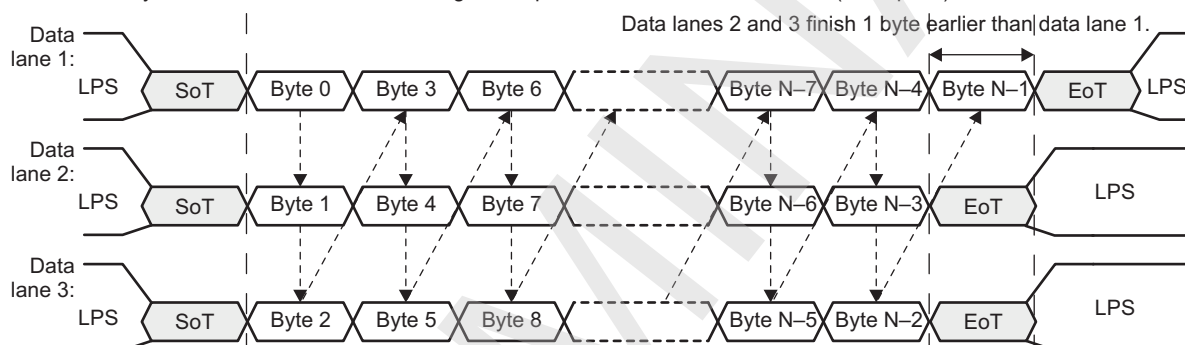 Data lanes 2 and 3 finish 1 byte earlier than data lane 1.
Data
lane 1:
LPS SoT Byte 0 Byte 3 Byte 6 Byte N–7 Byte N–4 Byte N–1 EoT LPS
Data
lane 2:
LPS SoT Byte 1 Byte 4 Byte 7 Byte N–6 Byte N–3 EoT LPS
Data
lane 3:
LPS SoT Byte 2 Byte 5 Byte 8 Byte N–5 Byte N–2 EoT LPS